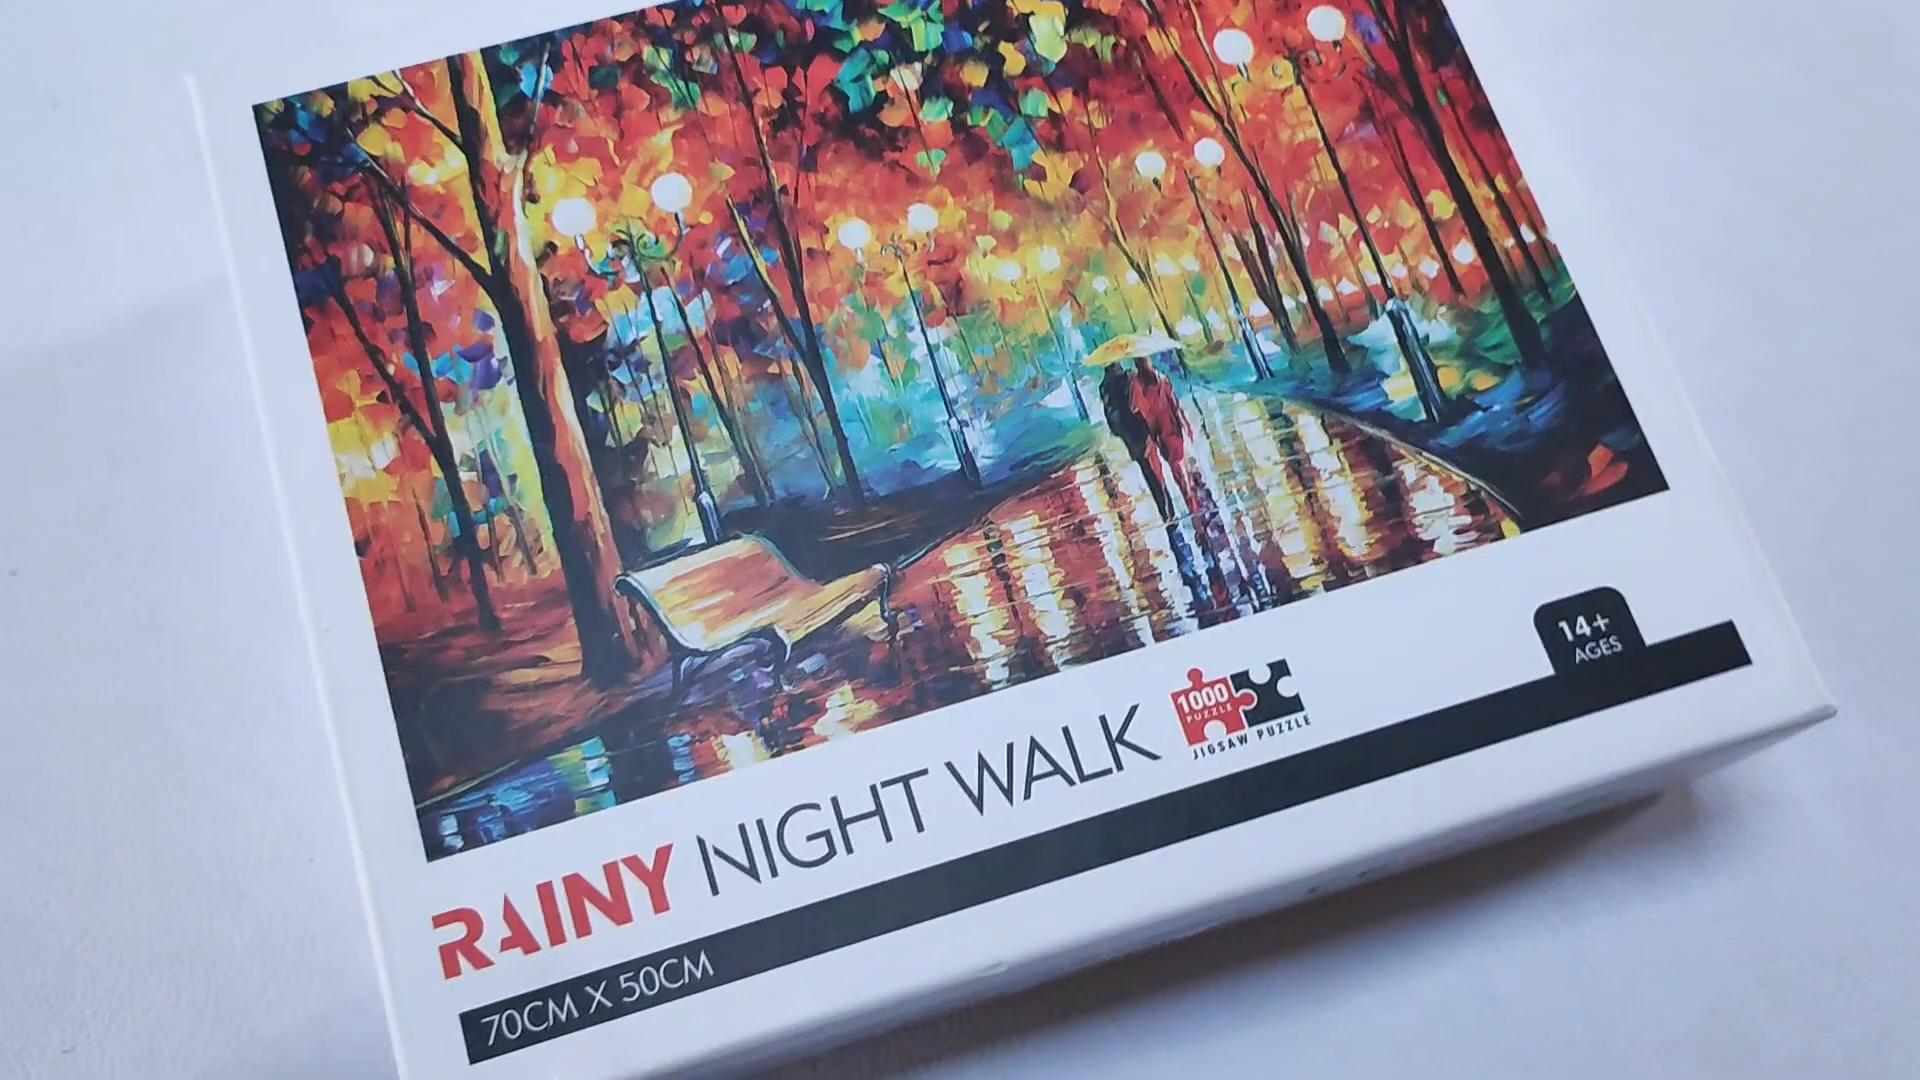 RAINY NIGHT WALK
1000
PUZZLE
JIGSAW PUZZLE
14+
AGES
70CM X 50CM